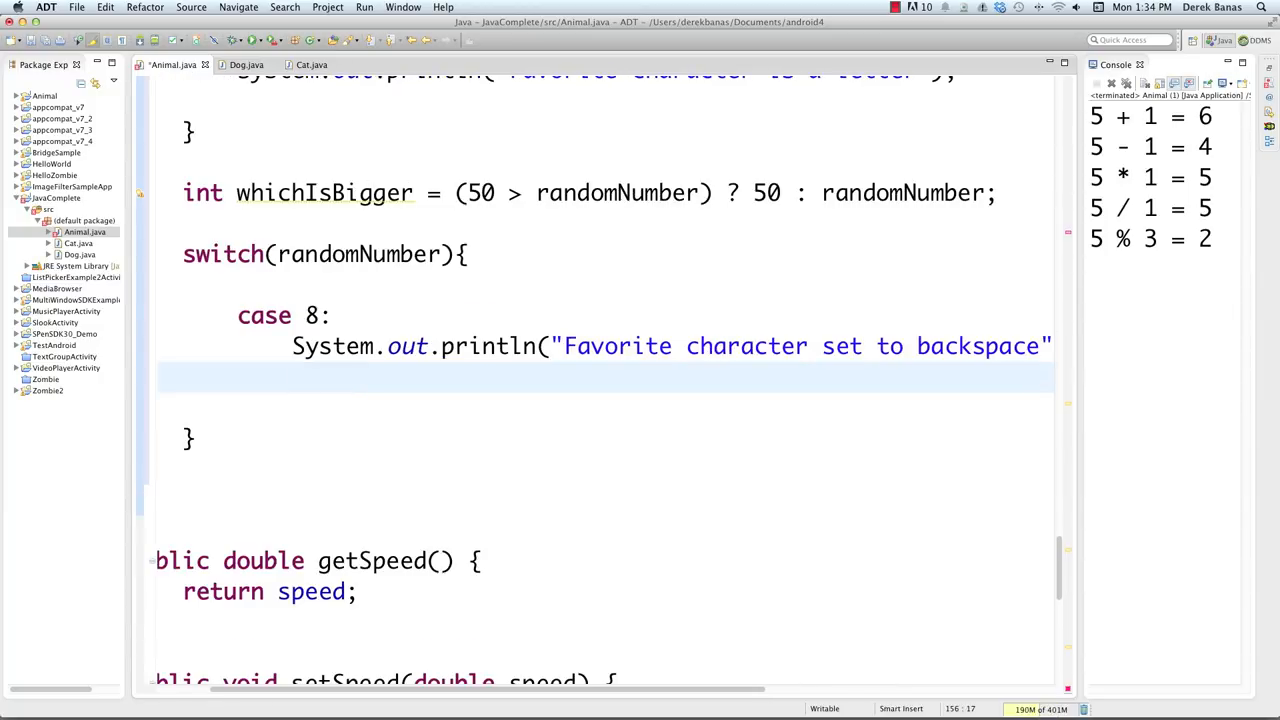 ADT File Edit Refactor Source Navigate Search Project Run Window Help 10 Mon 1:34 PM Derek Banas
Java – JavaComplete/src/Animal.java – ADT – /Users/derekbanas/Documents/android4
Quick Access Java DDMS
Package Exp *Animal.java Dog.java Cat.java Console
<terminated> Animal (1) [Java Application] /S
System.out.println("Favorite character is a letter");
}
int whichIsBigger = (50 > randomNumber) ? 50 : randomNumber;
switch(randomNumber){
case 8:
System.out.println("Favorite character set to backspace"
}
blic double getSpeed() {
return speed;
blic void setSpeed(double speed) {
Animal
appcompat_v7
appcompat_v7_2
appcompat_v7_3
appcompat_v7_4
BridgeSample
HelloWorld
HelloZombie
ImageFilterSampleApp
JavaComplete
src
(default package)
Animal.java
Cat.java
Dog.java
JRE System Library [Ja
ListPickerExample2Activi
MediaBrowser
MultiWindowSDKExample
MusicPlayerActivity
SlookActivity
SPenSDK30_Demo
TestAndroid
TextGroupActivity
VideoPlayerActivity
Zombie
Zombie2
5 + 1 = 6
5 - 1 = 4
5 * 1 = 5
5 / 1 = 5
5 % 3 = 2
Writable Smart Insert 156 : 17 190M of 401M